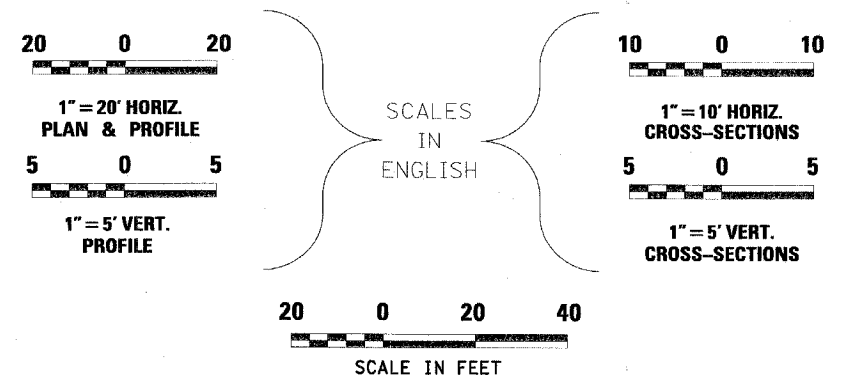 20 0 20
1" = 20' HORIZ.
PLAN & PROFILE
5 0 5
1" = 5' VERT.
PROFILE
SCALES
IN
ENGLISH
10 0 10
1" = 10' HORIZ.
CROSS-SECTIONS
5 0 5
1" = 5' VERT.
CROSS-SECTIONS
20 0 20 40
SCALE IN FEET